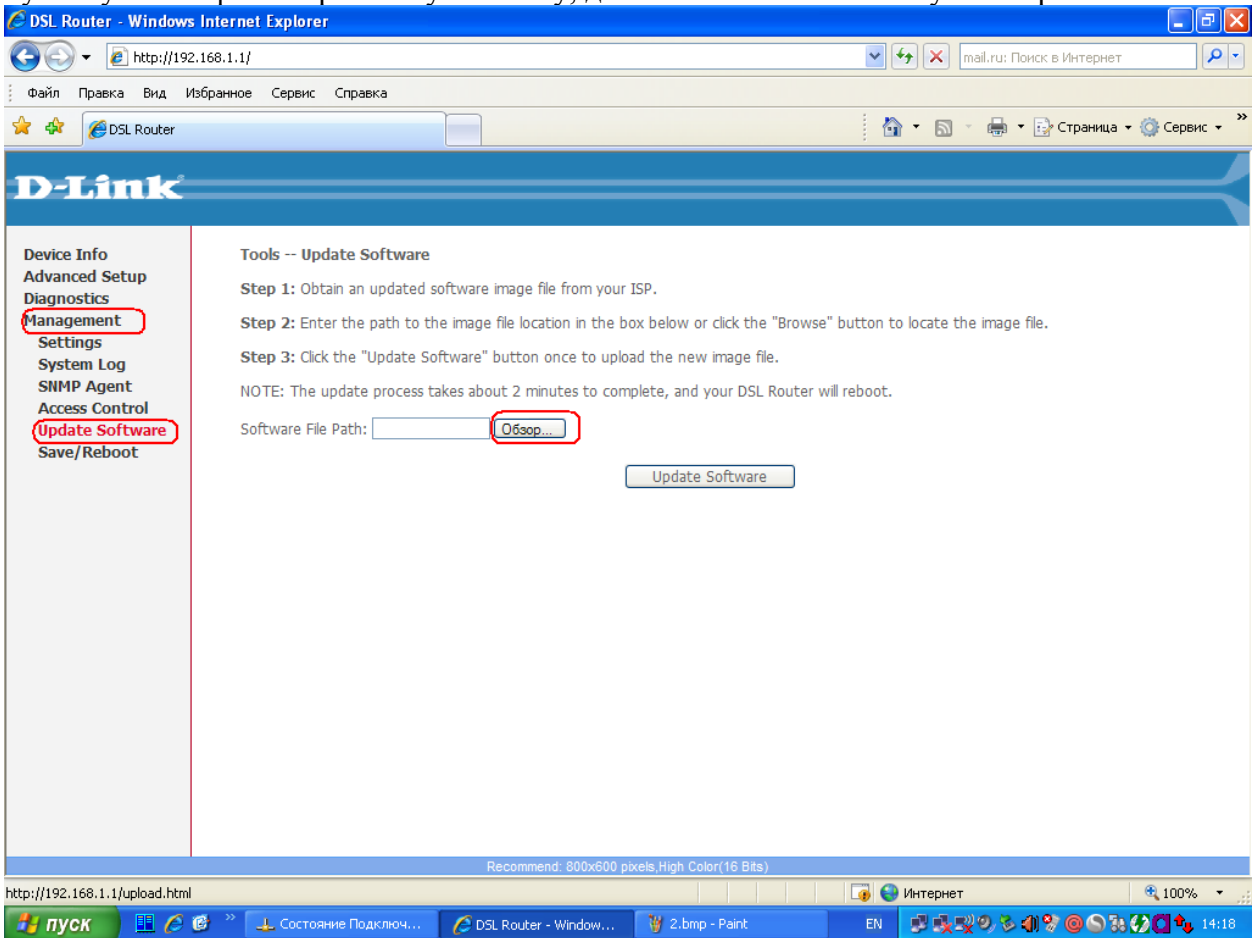 DSL Router - Windows Internet Explorer
http://192.168.1.1/
mail.ru: Поиск в Интернет
Файл Правка Вид Избранное Сервис Справка
DSL Router
Страница Сервис »
D-Link
Device Info
Advanced Setup
Diagnostics
Management
Settings
System Log
SNMP Agent
Access Control
Update Software
Save/Reboot
Tools -- Update Software
Step 1: Obtain an updated software image file from your ISP.
Step 2: Enter the path to the image file location in the box below or click the "Browse" button to locate the image file.
Step 3: Click the "Update Software" button once to upload the new image file.
NOTE: The update process takes about 2 minutes to complete, and your DSL Router will reboot.
Software File Path: Обзор...
Update Software
Recommend: 800x600 pixels,High Color(16 Bits)
http://192.168.1.1/upload.html
Интернет
100%
пуск » Состояние Подключ... DSL Router - Window... 2.bmp - Paint EN 14:18